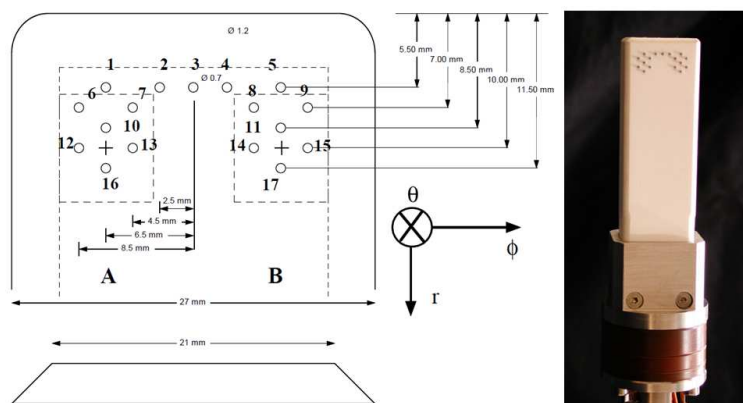 Ø 1.2
1 2 3 4 5
Ø 0.7
5.50 mm
7.00 mm
8.50 mm
10.00 mm
11.50 mm
6 7 8 9
10 11
12 13 14 15
16 17
2.5 mm
4.5 mm
6.5 mm
8.5 mm
θ
ϕ
r
A B
27 mm
21 mm